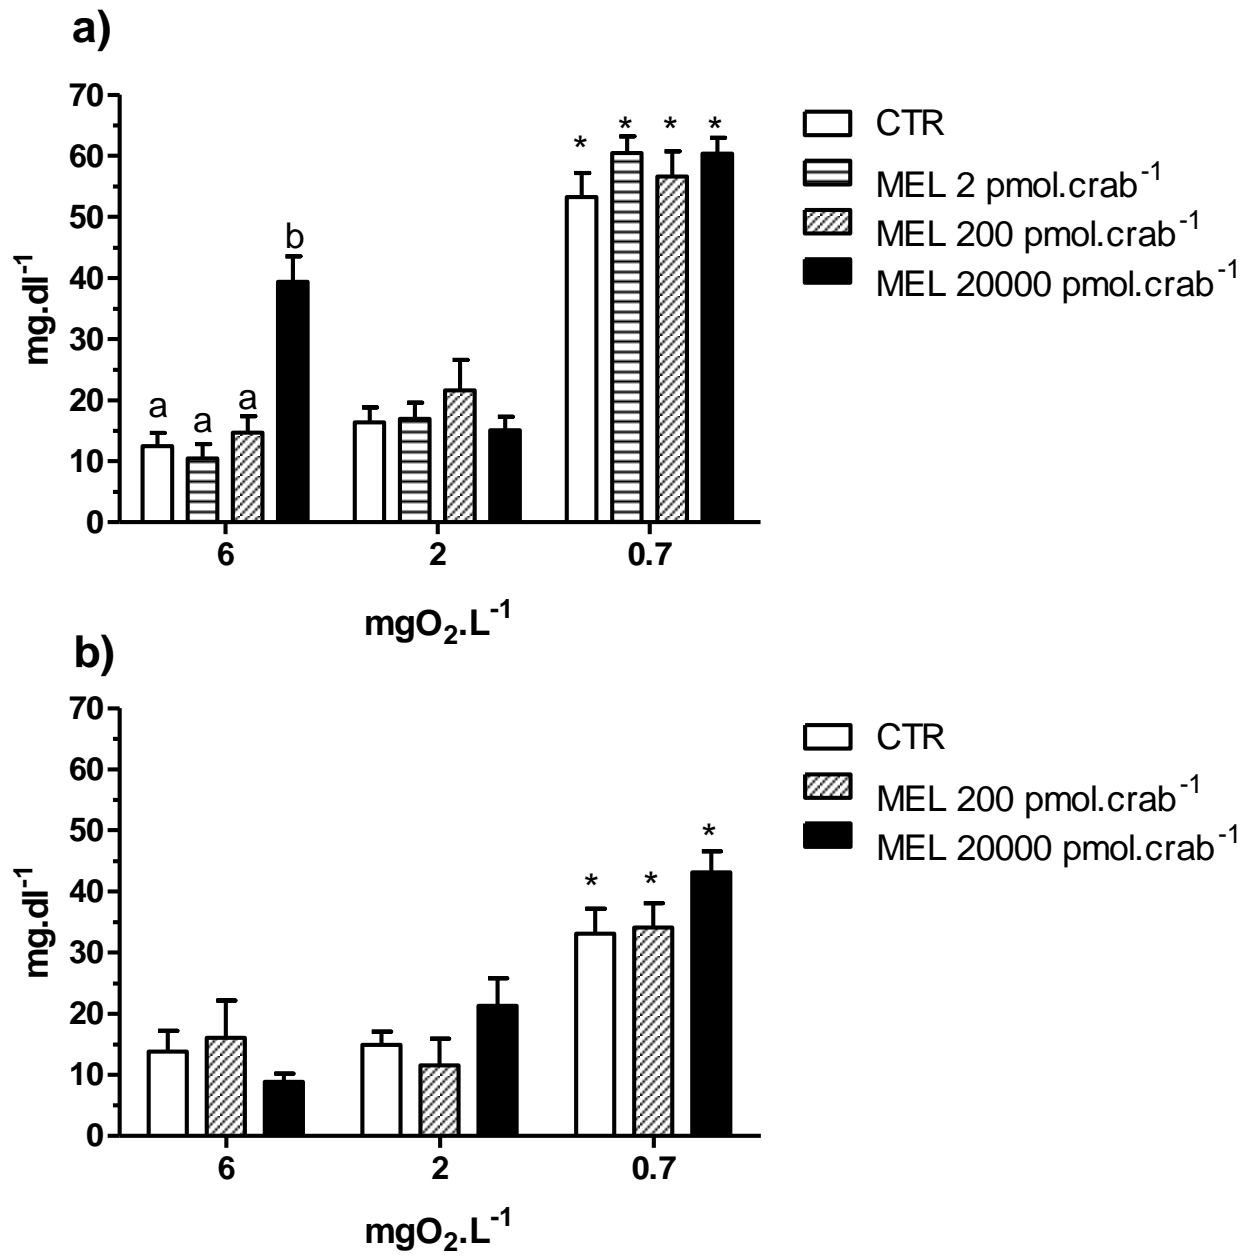 a)
70
60
50
40
30
20
10
0
mg.dl⁻¹
a a a b
* * * *
6 2 0.7
mgO₂.L⁻¹
CTR
MEL 2 pmol.crab⁻¹
MEL 200 pmol.crab⁻¹
MEL 20000 pmol.crab⁻¹
b)
70
60
50
40
30
20
10
0
mg.dl⁻¹
* * *
6 2 0.7
mgO₂.L⁻¹
CTR
MEL 200 pmol.crab⁻¹
MEL 20000 pmol.crab⁻¹